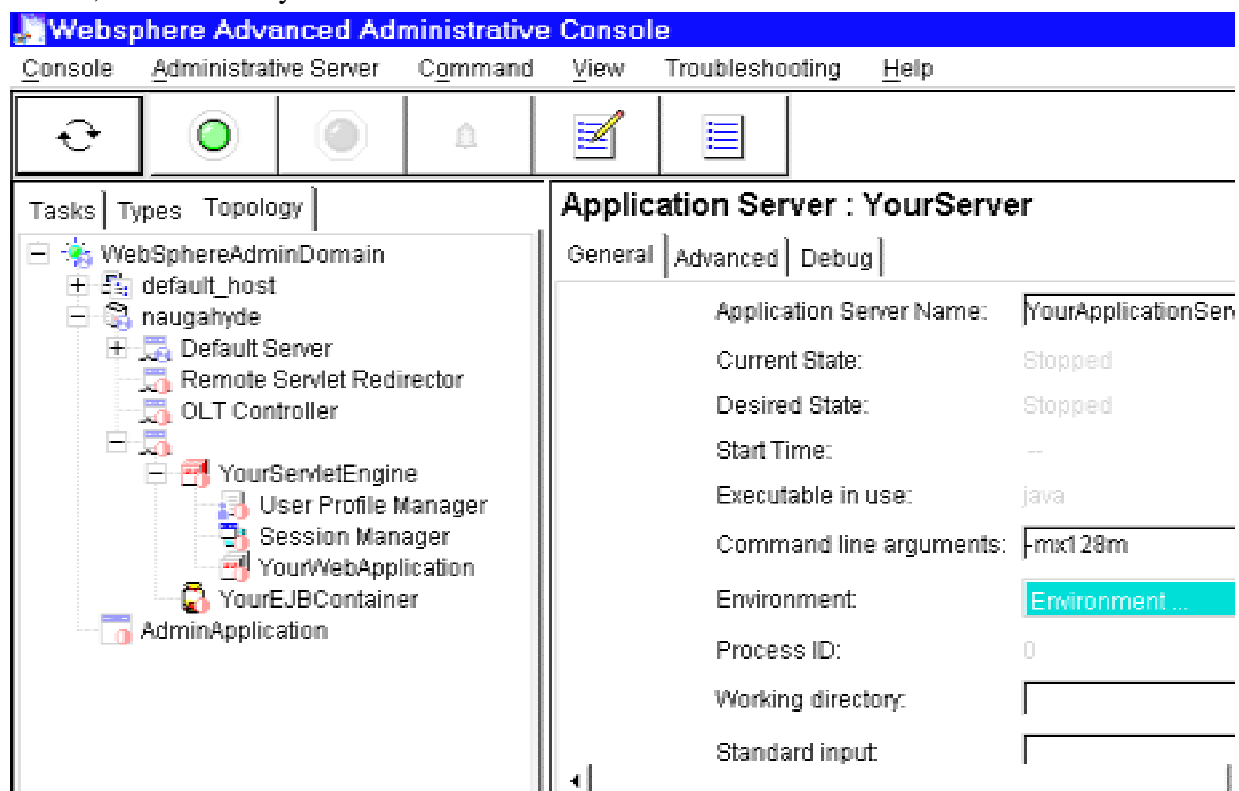 Websphere Advanced Administrative Console
Console Administrative Server Command View Troubleshooting Help
Tasks Types Topology
WebSphereAdminDomain
default_host
naugahyde
Default Server
Remote Servlet Redirector
OLT Controller
YourServletEngine
User Profile Manager
Session Manager
YourWebApplication
YourEJBContainer
AdminApplication
Application Server : YourServer
General Advanced Debug
Application Server Name: YourApplicationSer
Current State: Stopped
Desired State: Stopped
Start Time: --
Executable in use: java
Command line arguments: -mx128m
Environment: Environment ...
Process ID: 0
Working directory:
Standard input: